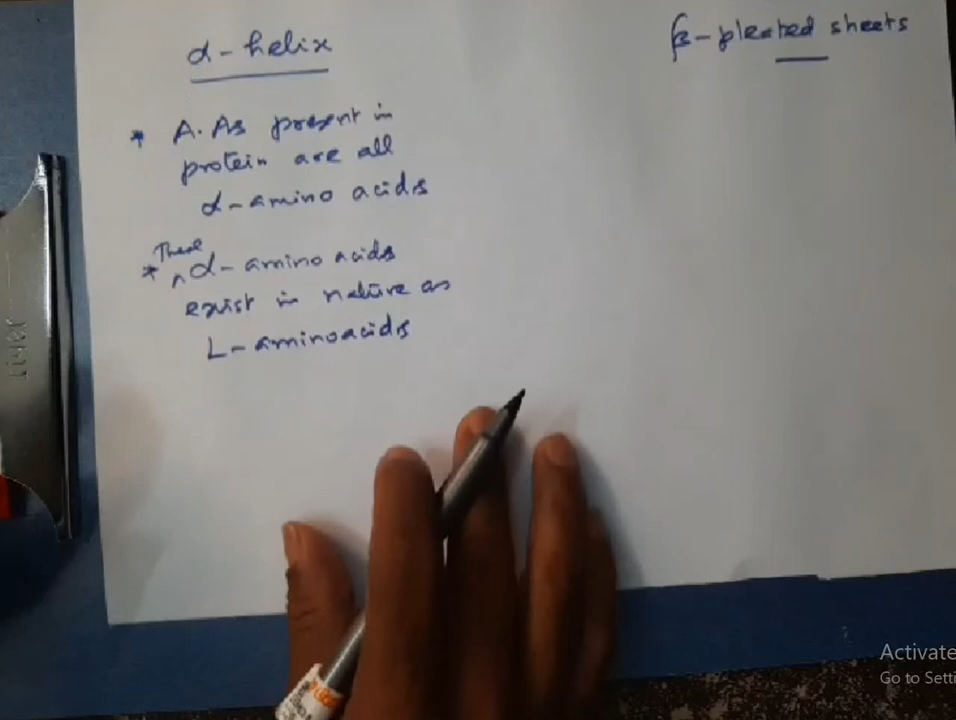 α-helix
β-pleated sheets
* A.As present in
protein are all
α-amino acids
These
* ^ α-amino acids
exist in nature as
L-aminoacids
Activate
Go to Setti